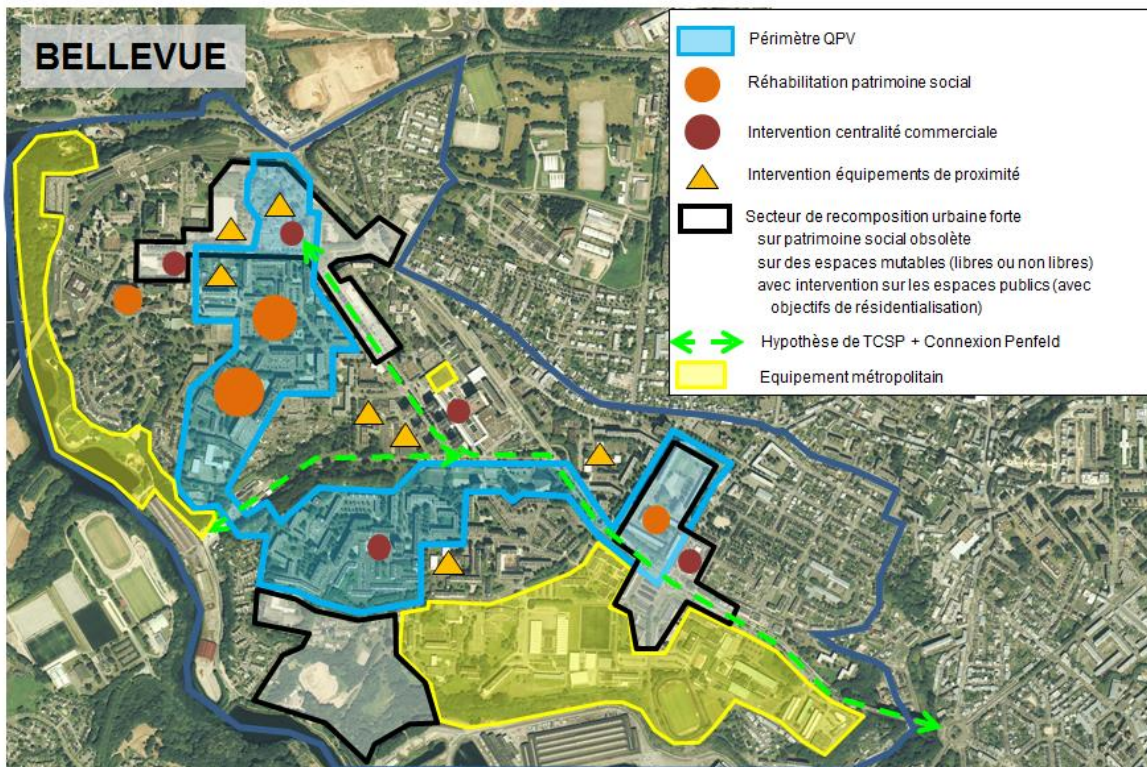 BELLEVUE
Périmètre QPV
Réhabilitation patrimoine social
Intervention centralité commerciale
Intervention équipements de proximité
Secteur de recomposition urbaine forte
sur patrimoine social obsolète
sur des espaces mutables (libres ou non libres)
avec intervention sur les espaces publics (avec
objectifs de résidentialisation)
Hypothèse de TCSP + Connexion Penfeld
Equipement métropolitain